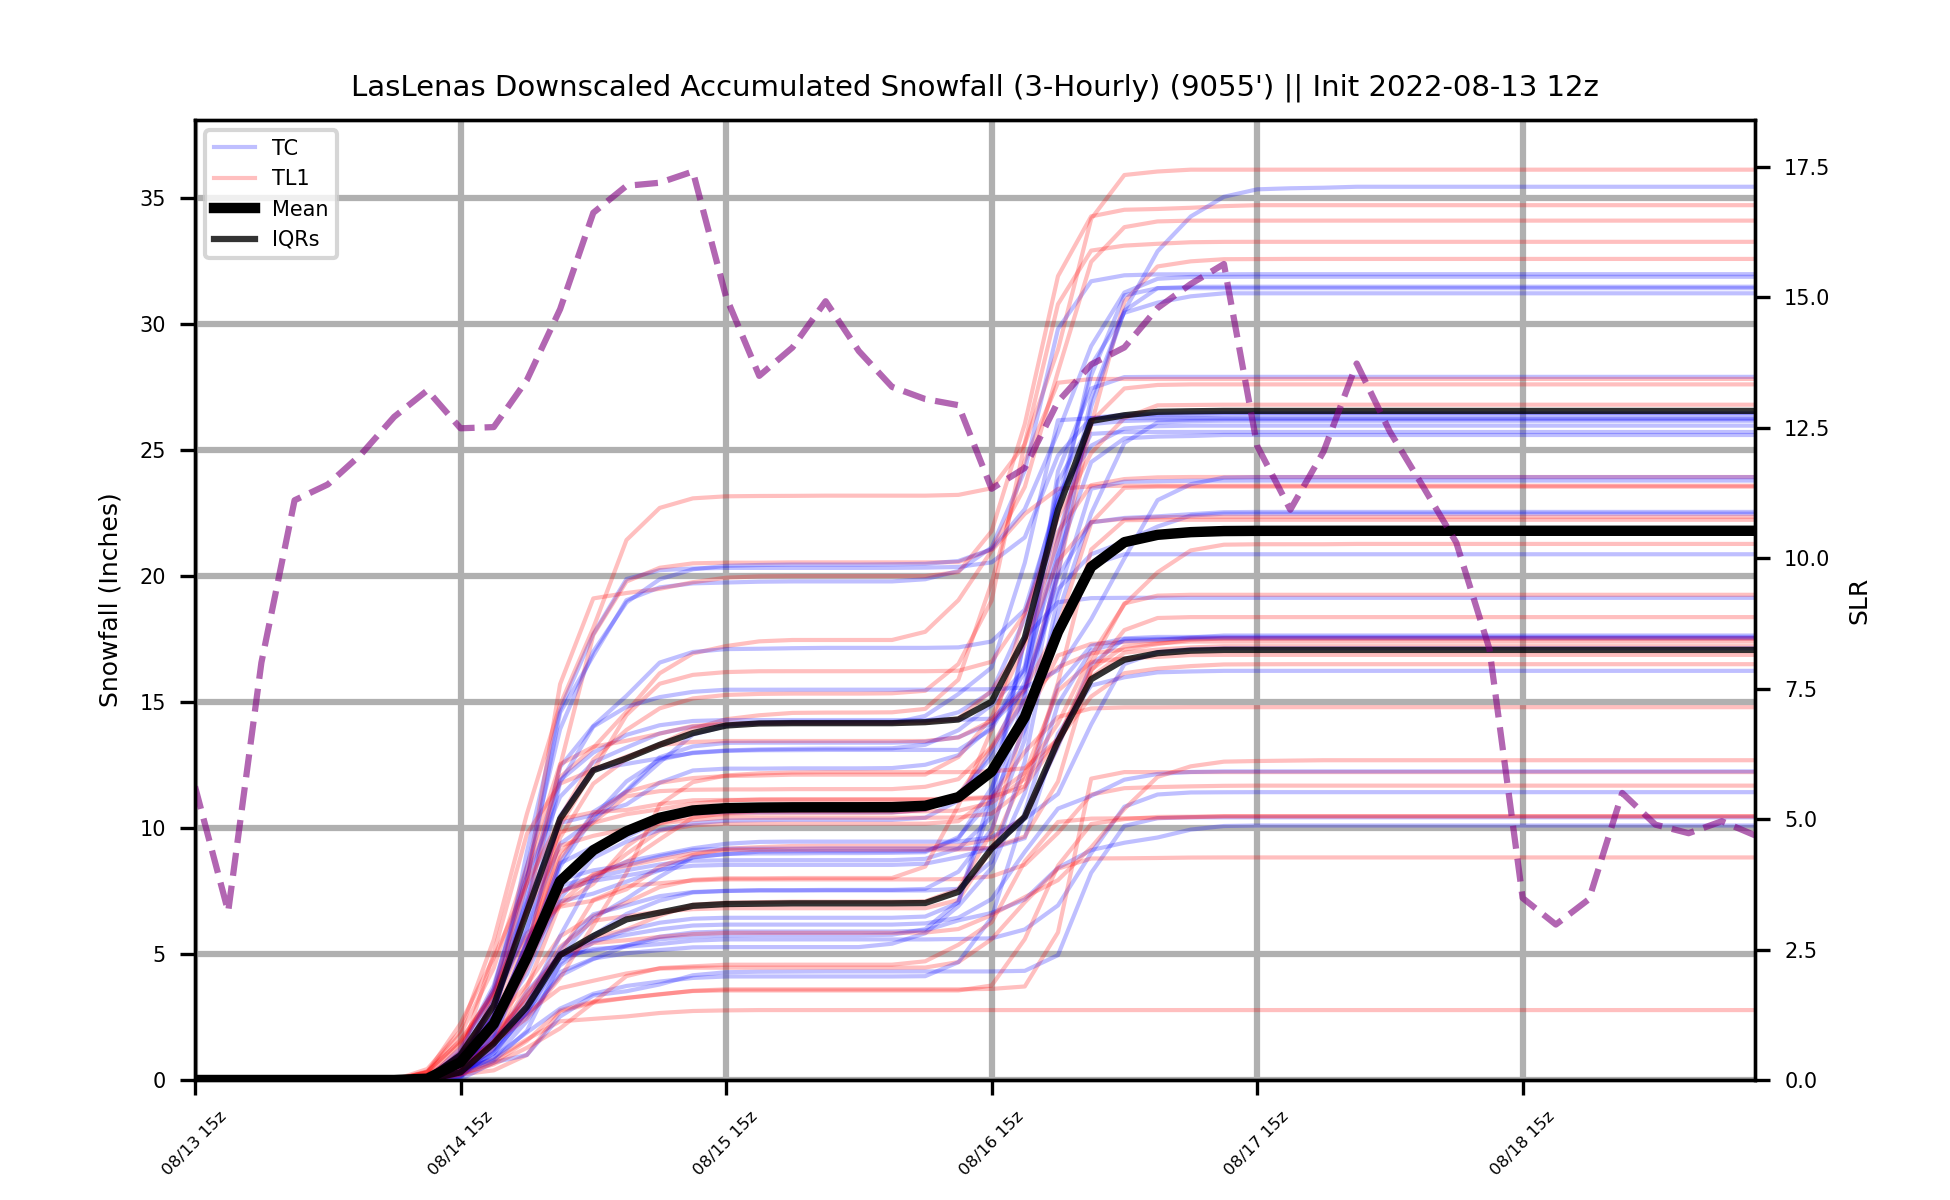 LasLenas Downscaled Accumulated Snowfall (3-Hourly) (9055') || Init 2022-08-13 12z
TC
TL1
Mean
IQRs
35
30
25
20
15
10
5
0
Snowfall (Inches)
17.5
15.0
12.5
10.0
7.5
5.0
2.5
0.0
SLR
08/13 15z
08/14 15z
08/15 15z
08/16 15z
08/17 15z
08/18 15z